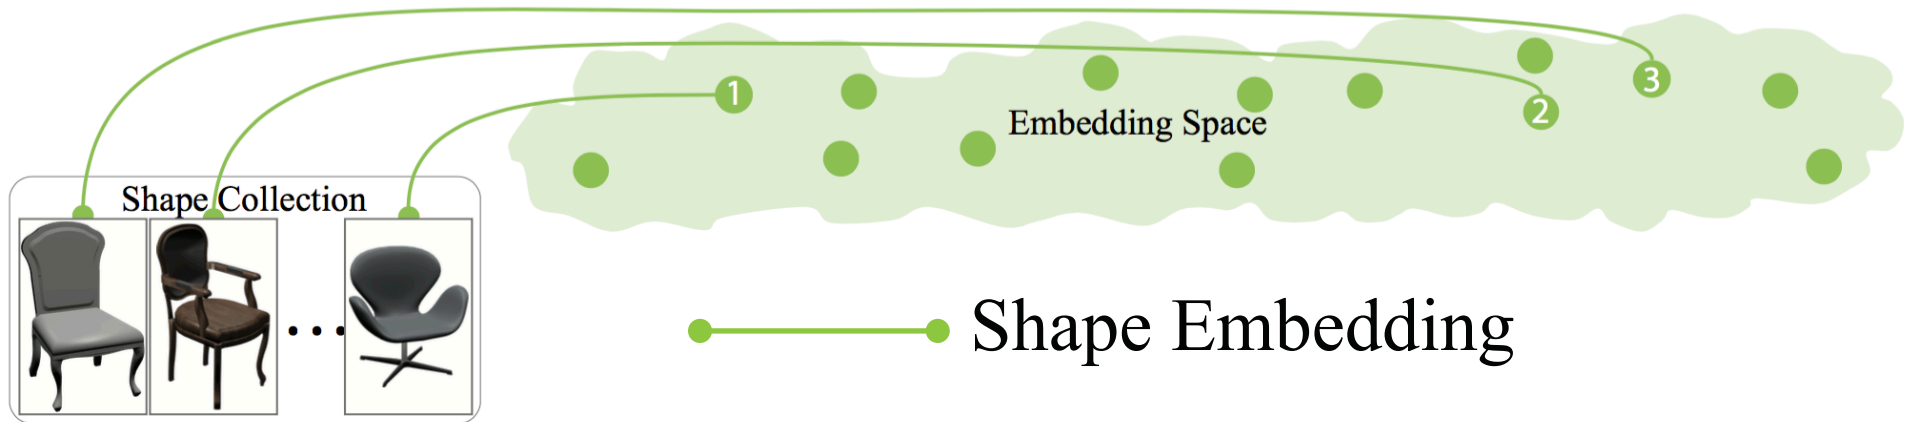 1
2
3
Embedding Space
Shape Collection
...
Shape Embedding